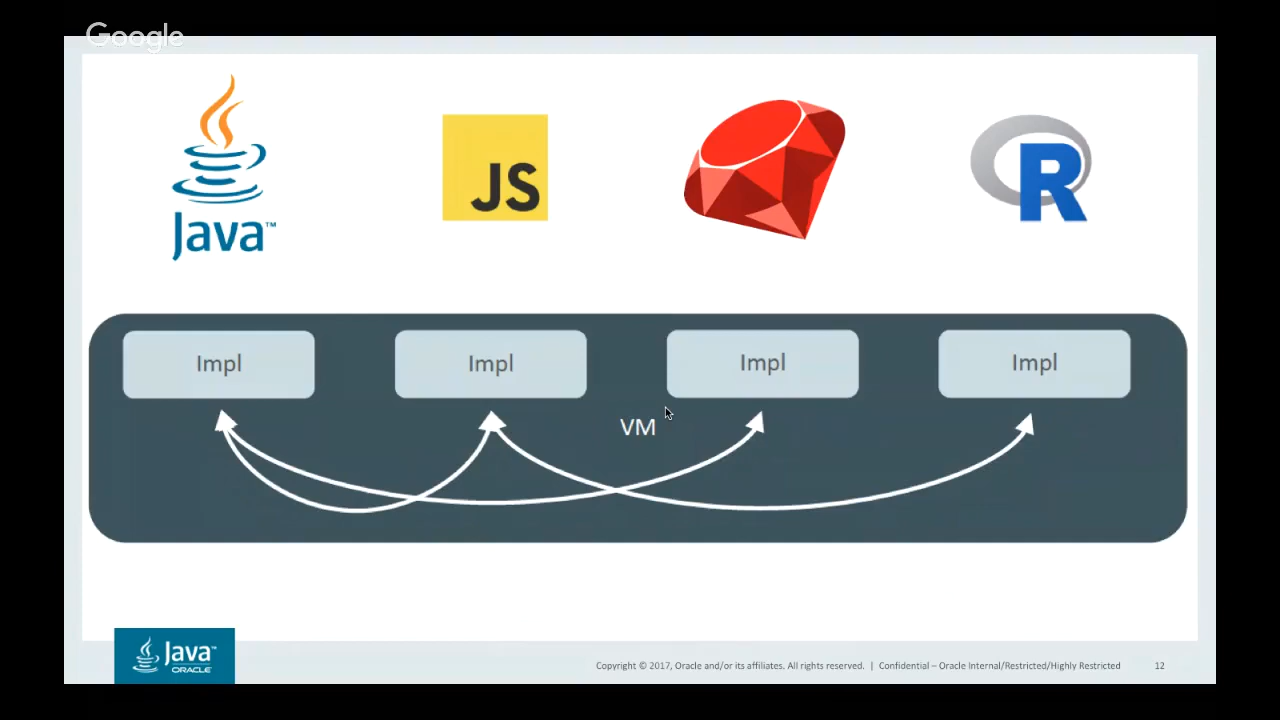 Google
Java™
JS
R
Impl
Impl
Impl
Impl
VM
Java™
ORACLE
Copyright © 2017, Oracle and/or its affiliates. All rights reserved. | Confidential – Oracle Internal/Restricted/Highly Restricted 12